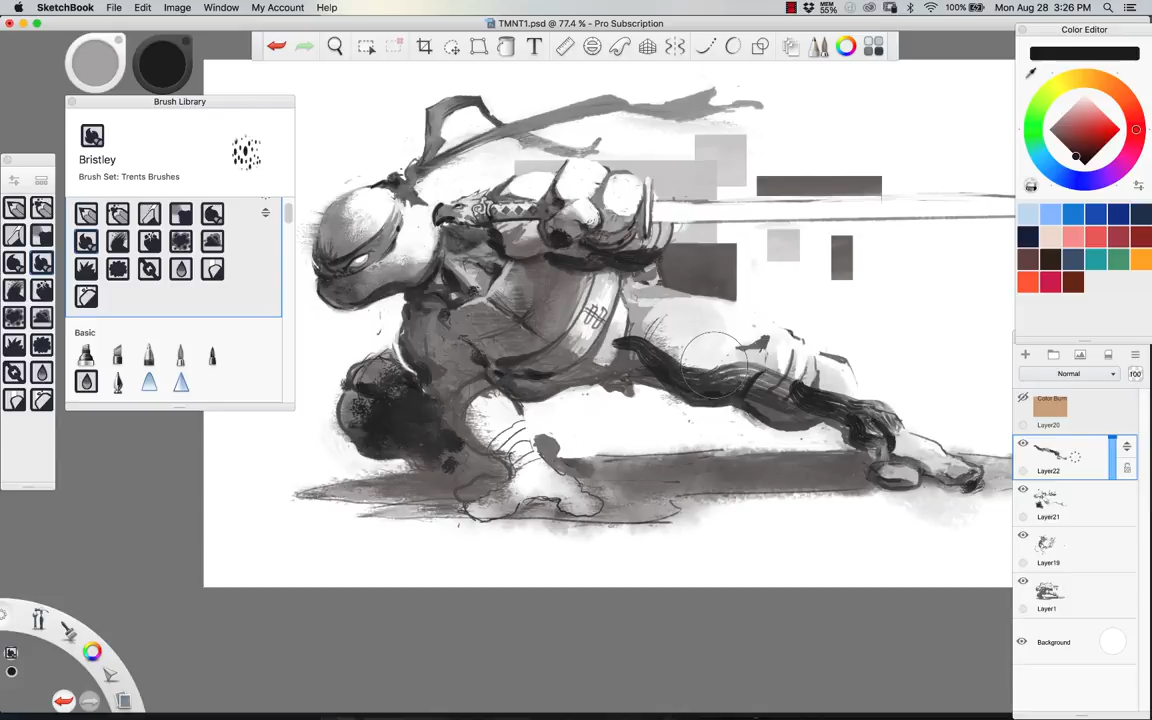 SketchBook File Edit Image Window My Account Help
MEM
55%
100%
Mon Aug 28 3:26 PM
TMNT1.psd @ 77.4 % - Pro Subscription
Color Editor
Brush Library
Bristley
Brush Set: Trents Brushes
Basic
T
Normal
100
Color Burn
Layer20
Layer22
Layer21
Layer19
Layer1
Background